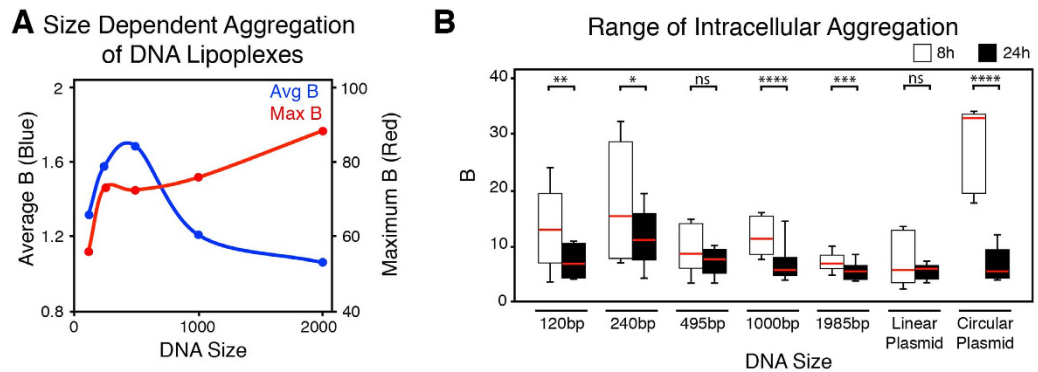 A Size Dependent Aggregation
of DNA Lipoplexes
Avg B
Max B
Average B (Blue)
2
1.6
1.2
0.8
Maximum B (Red)
100
80
60
40
0
1000
2000
DNA Size
B Range of Intracellular Aggregation
8h
24h
B
40
30
20
10
0
**
*
ns
****
***
ns
****
120bp
240bp
495bp
1000bp
1985bp
Linear
Plasmid
Circular
Plasmid
DNA Size